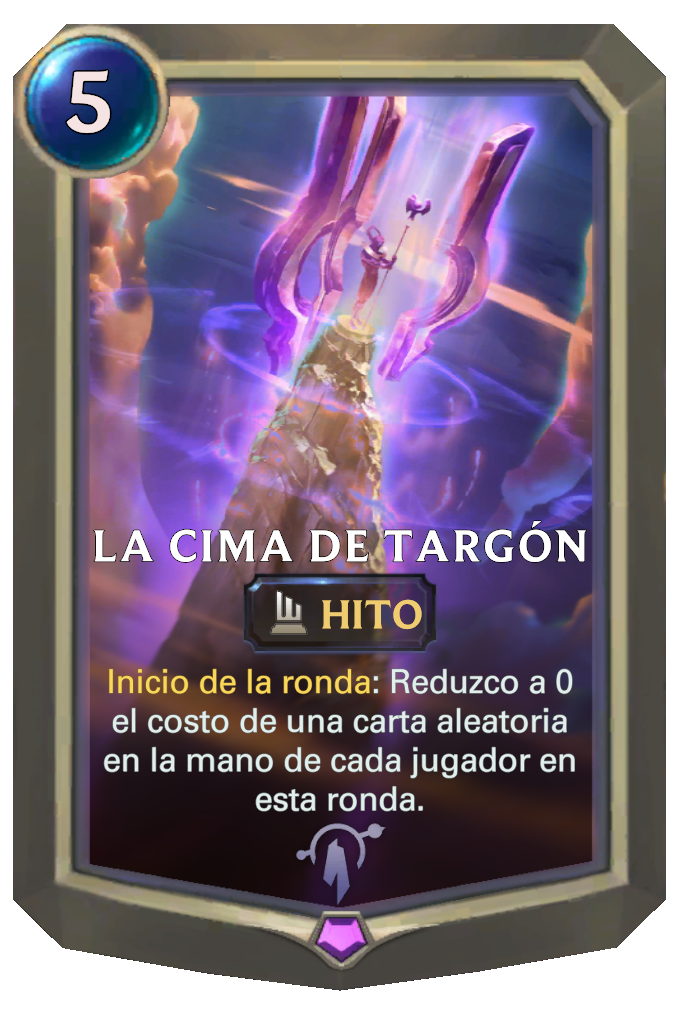 5
LA CIMA DE TARGÓN
HITO
Inicio de la ronda: Reduzco a 0
el costo de una carta aleatoria
en la mano de cada jugador en
esta ronda.